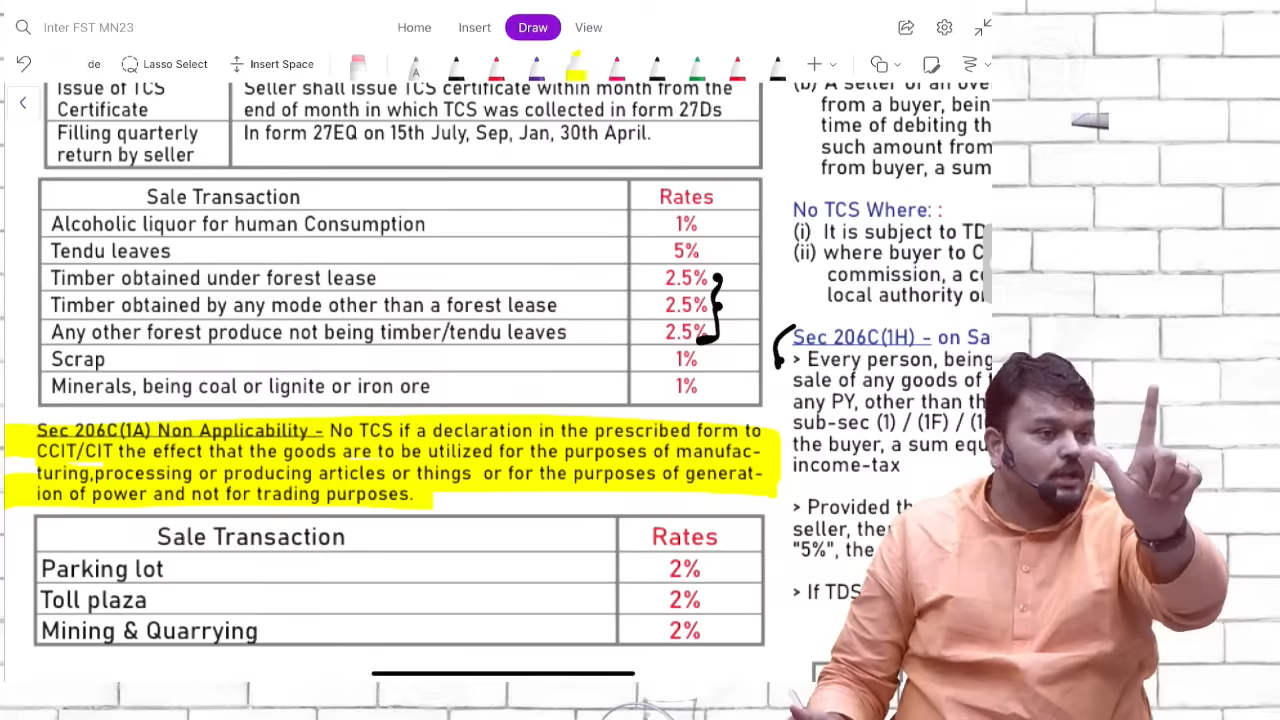 Inter FST MN23
Home
Insert
Draw
View
de
Lasso Select
Insert Space
A
Issue of TCS
Certificate
Seller shall issue TCS certificate within month from the
end of month in which TCS was collected in form 27Ds
Filling quarterly
return by seller
In form 27EQ on 15th July, Sep, Jan, 30th April.
Sale Transaction Rates
Alcoholic liquor for human Consumption 1%
Tendu leaves 5%
Timber obtained under forest lease 2.5%
Timber obtained by any mode other than a forest lease 2.5%
Any other forest produce not being timber/tendu leaves 2.5%
Scrap 1%
Minerals, being coal or lignite or iron ore 1%
Sec 206C(1A) Non Applicability - No TCS if a declaration in the prescribed form to
CCIT/CIT the effect that the goods are to be utilized for the purposes of manufac-
turing,processing or producing articles or things or for the purposes of generat-
ion of power and not for trading purposes.
Sale Transaction Rates
Parking lot 2%
Toll plaza 2%
Mining & Quarrying 2%
(b) A seller of an
from a buyer, bein
time of debiting th
such amount from
from buyer, a sum
No TCS Where: :
(i) It is subject to TD
(ii) where buyer to C
commission, a c
local authority o
Sec 206C(1H) - on Sa
> Every person, being
sale of any goods of
any PY, other than th
sub-sec (1) / (1F) / (1
the buyer, a sum equ
income-tax
> Provided th
seller, the
"5%", the
> If TDS